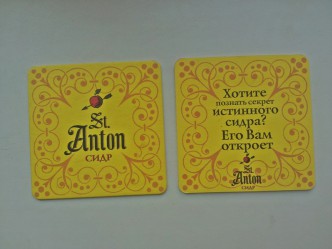 St.
Anton
СИДР
Хотите
познать секрет
истинного
сидра?
Его Вам
откроет
St.
Anton
СИДР